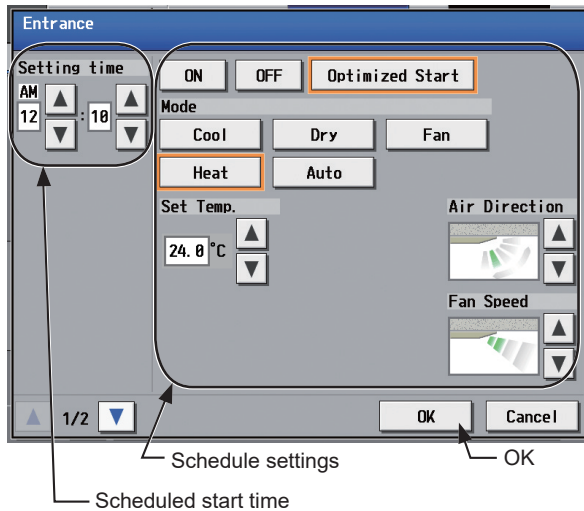 Entrance
Setting time
AM
12 : 10
ON OFF Optimized Start
Mode
Cool Dry Fan
Heat Auto
Set Temp.
24.0 °C
Air Direction
Fan Speed
1/2
OK Cancel
Schedule settings
OK
Scheduled start time